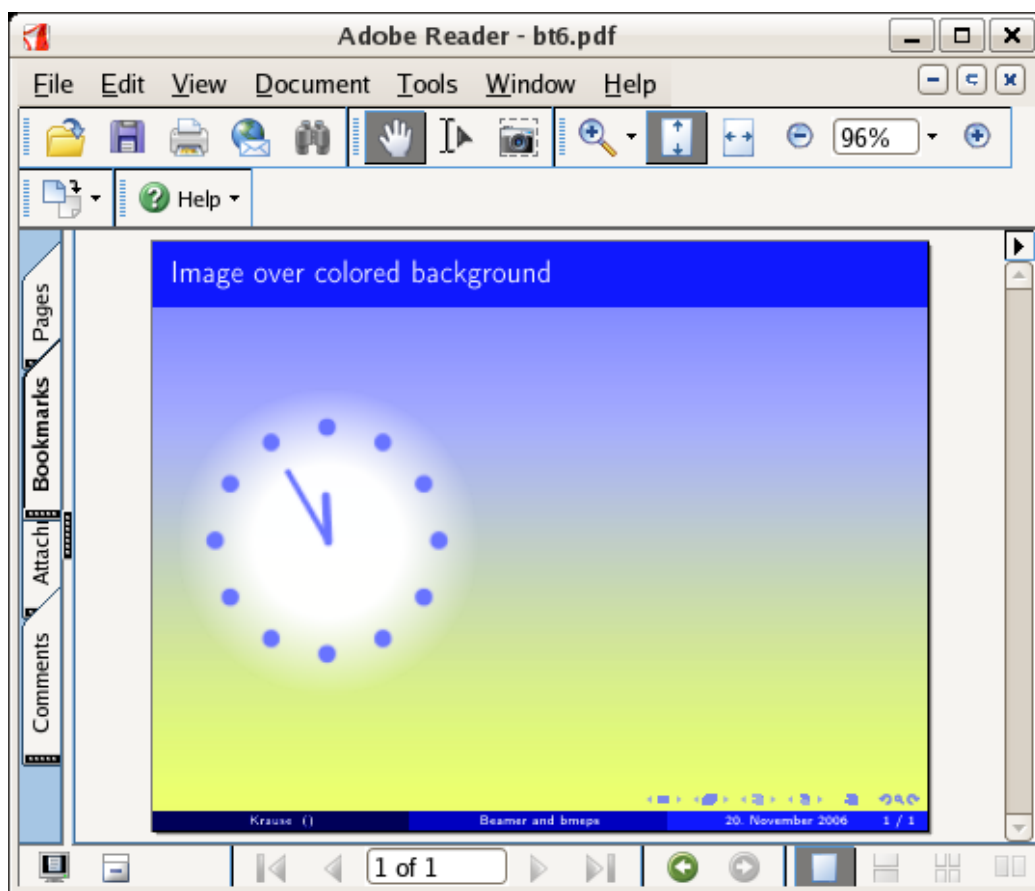 Adobe Reader - bt6.pdf
File Edit View Document Tools Window Help
96%
Help
Pages
Bookmarks
Attach
Comments
Image over colored background
Krause () Beamer and bmeps 20. November 2006 1 / 1
1 of 1